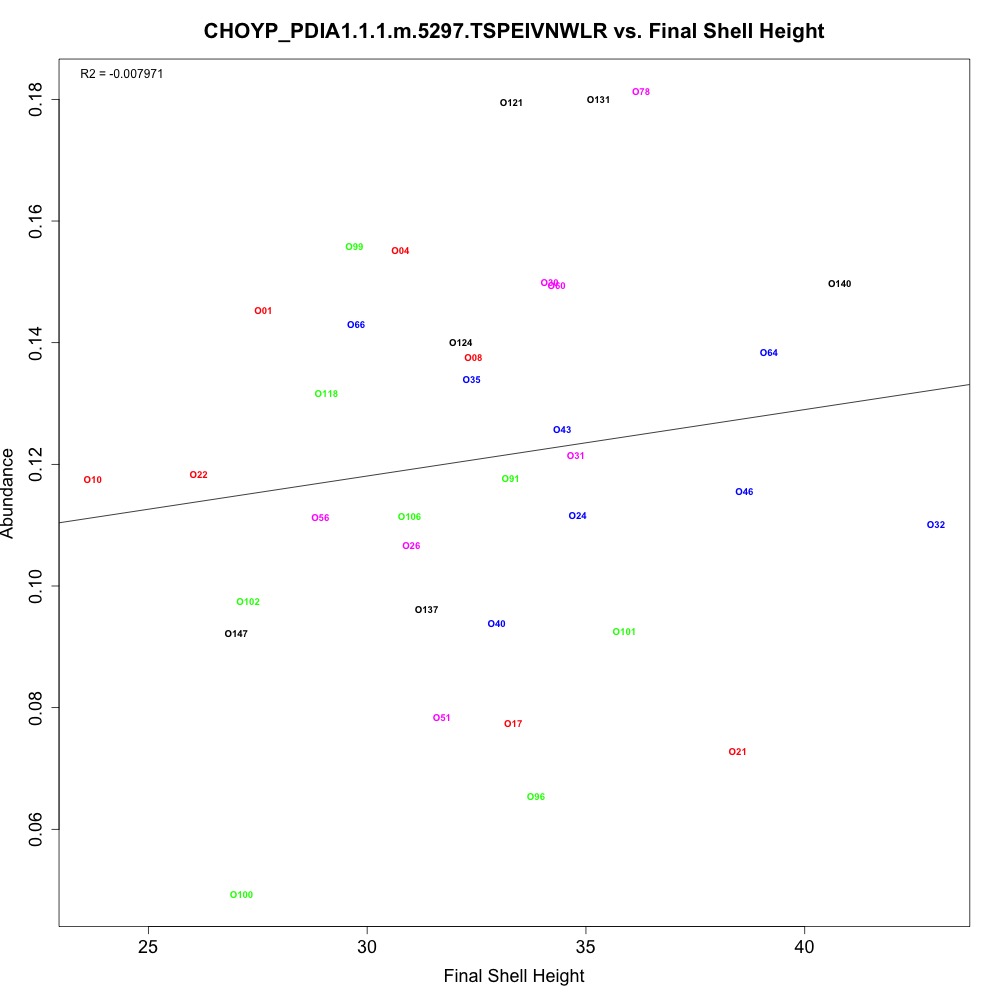 CHOYP_PDIA1.1.1.m.5297.TSPEIVNWLR vs. Final Shell Height
R2 = -0.007971
0.18
O121
O131
O78
0.16
O99
O04
O60
O140
O01
O66
0.14
O124
O08
O64
O35
O118
O43
O31
0.12
O10
O22
O91
O46
O56
O106
O24
O32
O26
0.10
O102
O137
O40
O147
O101
0.08
O51
O17
O21
O96
0.06
O100
Abundance
25 30 35 40
Final Shell Height